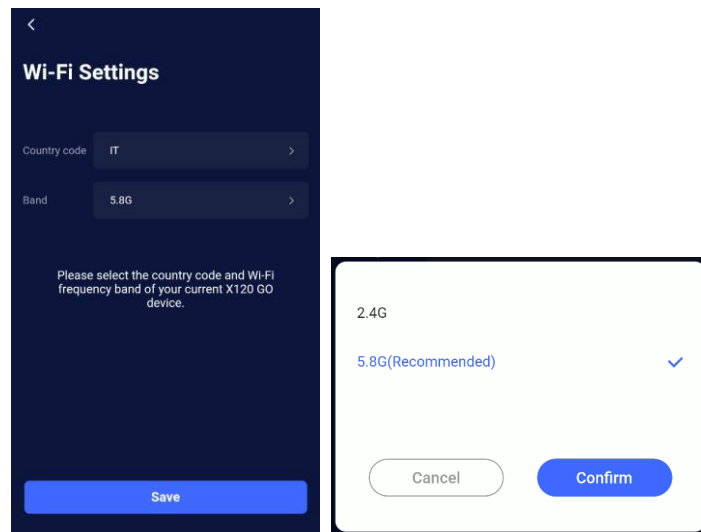 Wi-Fi Settings
Country code IT
Band 5.8G
Please select the country code and Wi-Fi
frequency band of your current X120 GO
device.
Save
2.4G
5.8G(Recommended)
Cancel Confirm